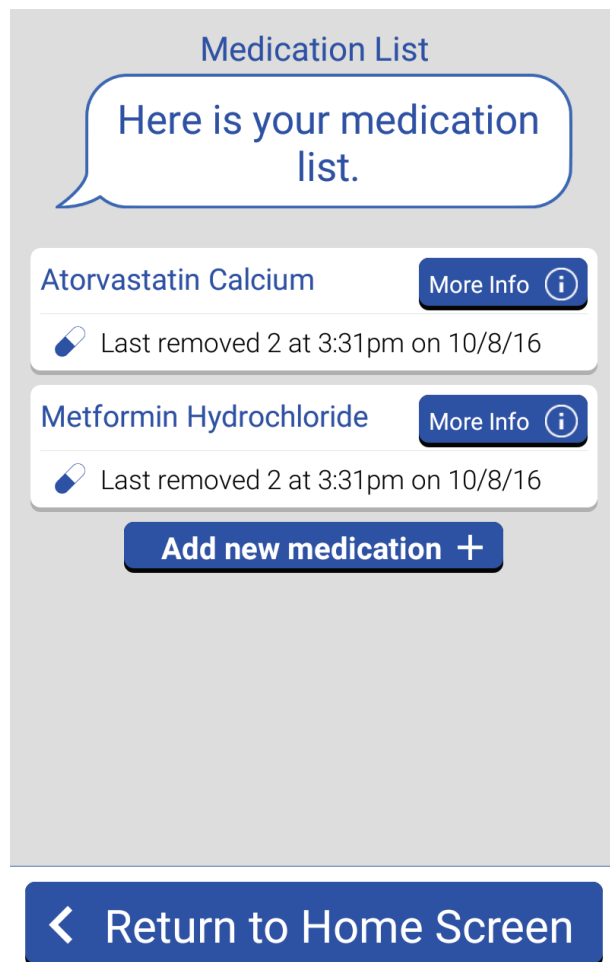 Medication List
Here is your medication
list.
Atorvastatin Calcium
More Info
Last removed 2 at 3:31pm on 10/8/16
Metformin Hydrochloride
More Info
Last removed 2 at 3:31pm on 10/8/16
Add new medication +
Return to Home Screen